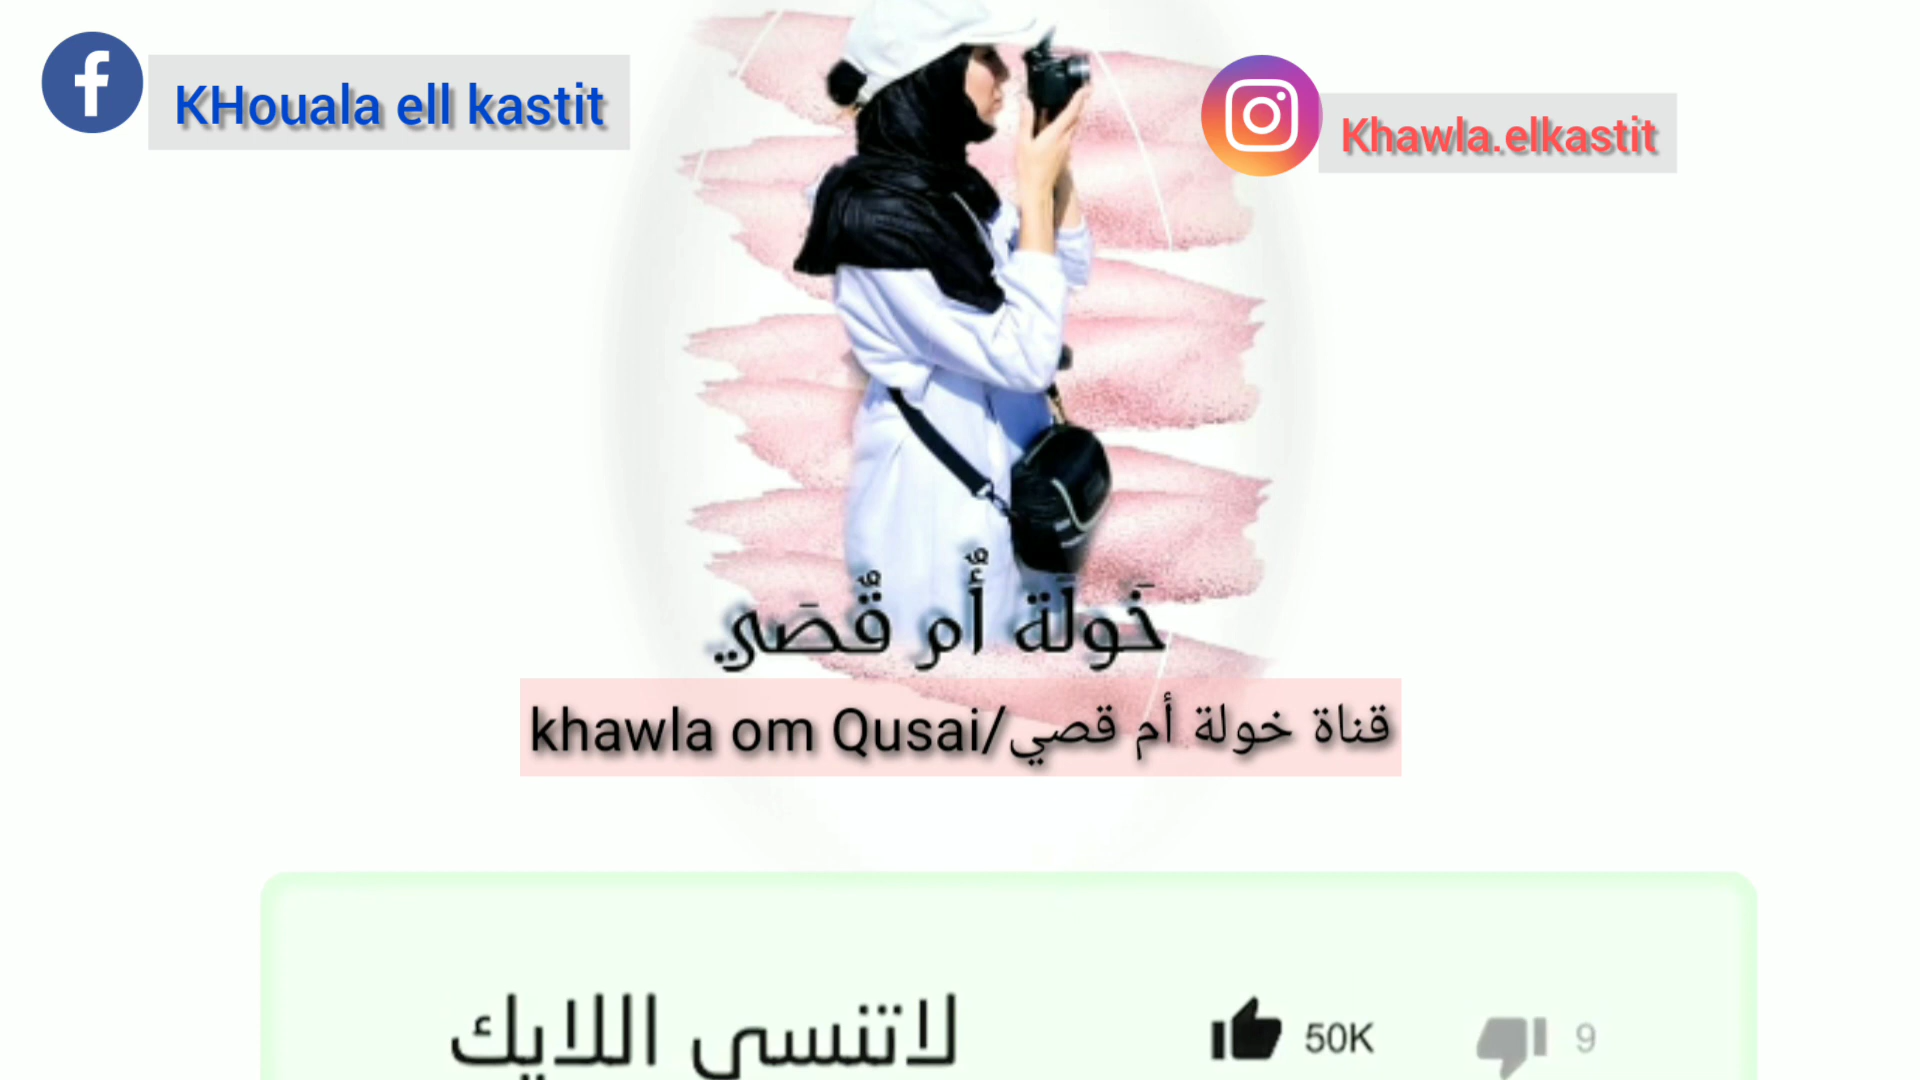 KHouala ell kastit
Khawla.elkastit
خَولَة أُم قُصَي
khawla om Qusai/قناة خولة أم قصي
لاتنسى اللايك
50K
9